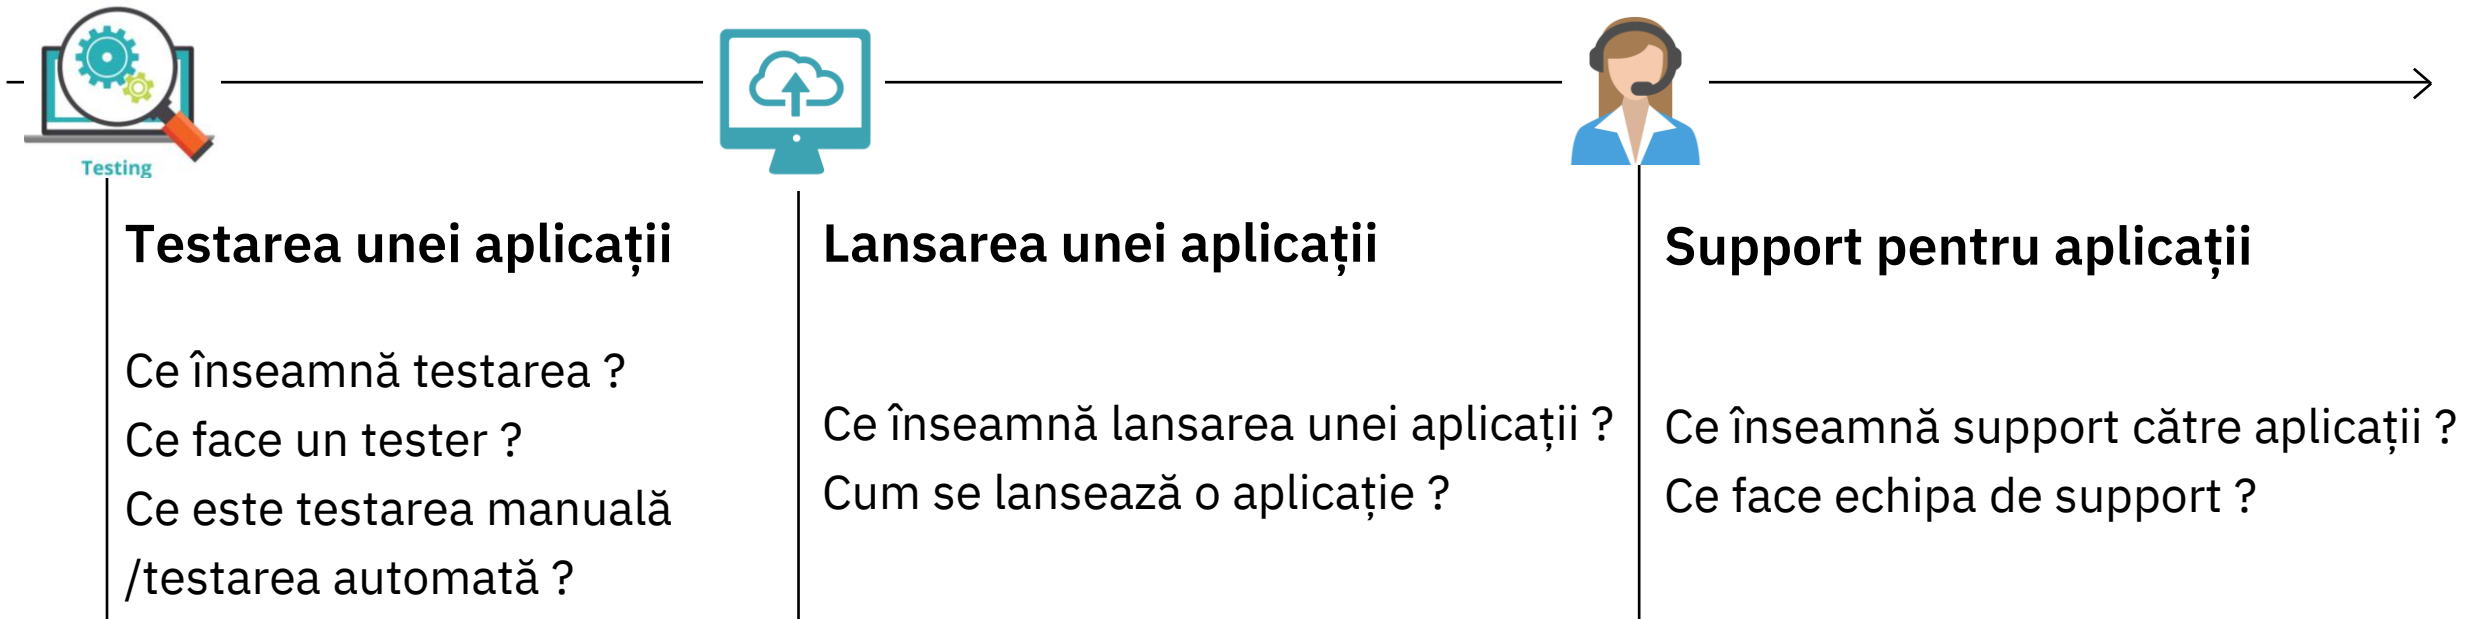 Testing
Testarea unei aplicații
Ce înseamnă testarea ?
Ce face un tester ?
Ce este testarea manuală
/testarea automată ?
Lansarea unei aplicații
Ce înseamnă lansarea unei aplicații ?
Cum se lansează o aplicație ?
Support pentru aplicații
Ce înseamnă support către aplicații ?
Ce face echipa de support ?